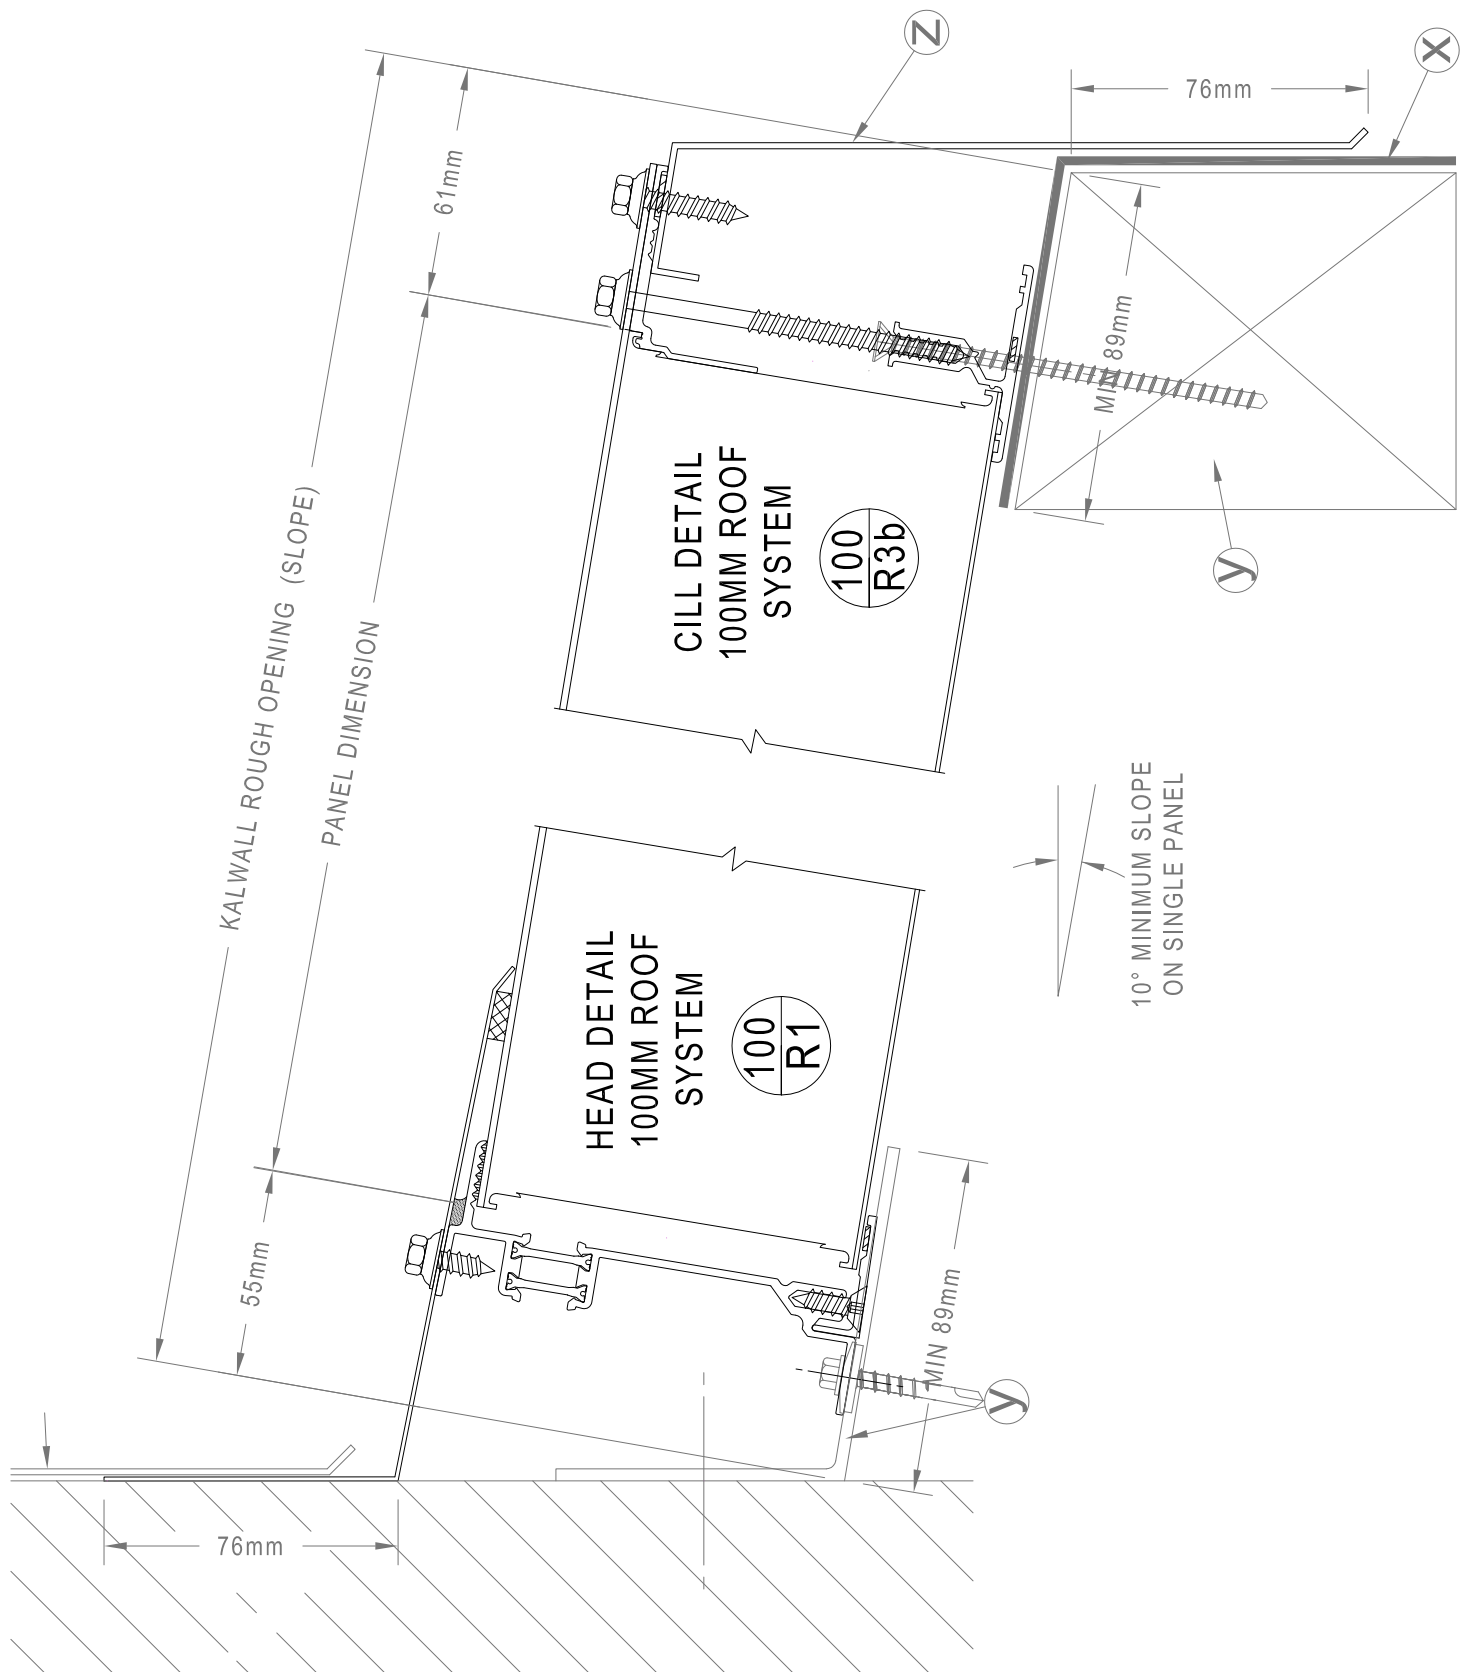 KALWALL ROUGH OPENING (SLOPE)
PANEL DIMENSION
55mm
61mm
76mm
HEAD DETAIL
100MM ROOF
SYSTEM
100
R1
CILL DETAIL
100MM ROOF
SYSTEM
100
R3b
z
76mm
x
MIN 89mm
MIN 89mm
y
y
10° MINIMUM SLOPE
ON SINGLE PANEL